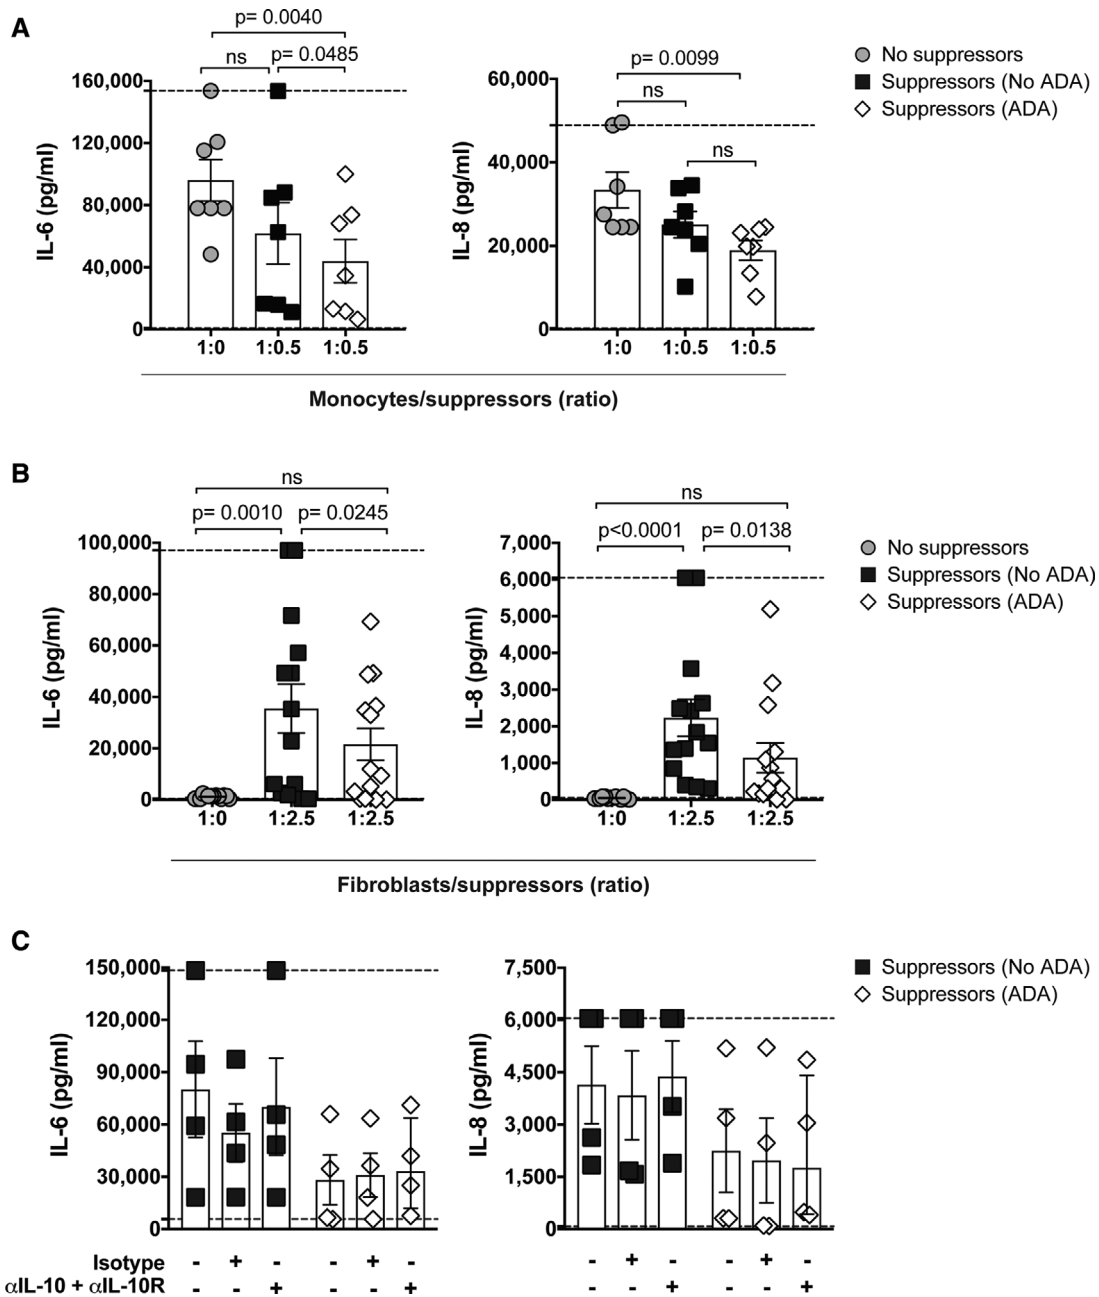 A
p= 0.0040
ns
p= 0.0485
160,000
120,000
80,000
40,000
0
IL-6 (pg/ml)
1:0
1:0.5
1:0.5
p= 0.0099
ns
ns
60,000
40,000
20,000
0
IL-8 (pg/ml)
1:0
1:0.5
1:0.5
No suppressors
Suppressors (No ADA)
Suppressors (ADA)
Monocytes/suppressors (ratio)
B
ns
p= 0.0010
p= 0.0245
100,000
80,000
60,000
40,000
20,000
0
IL-6 (pg/ml)
1:0
1:2.5
1:2.5
ns
p<0.0001
p= 0.0138
7,000
6,000
5,000
4,000
3,000
2,000
1,000
0
IL-8 (pg/ml)
1:0
1:2.5
1:2.5
No suppressors
Suppressors (No ADA)
Suppressors (ADA)
Fibroblasts/suppressors (ratio)
C
150,000
120,000
90,000
60,000
30,000
0
IL-6 (pg/ml)
7,500
6,000
4,500
3,000
1,500
0
IL-8 (pg/ml)
Suppressors (No ADA)
Suppressors (ADA)
Isotype - + - - + - - + - - + -
αIL-10 + αIL-10R - - + - - + - - + - - +